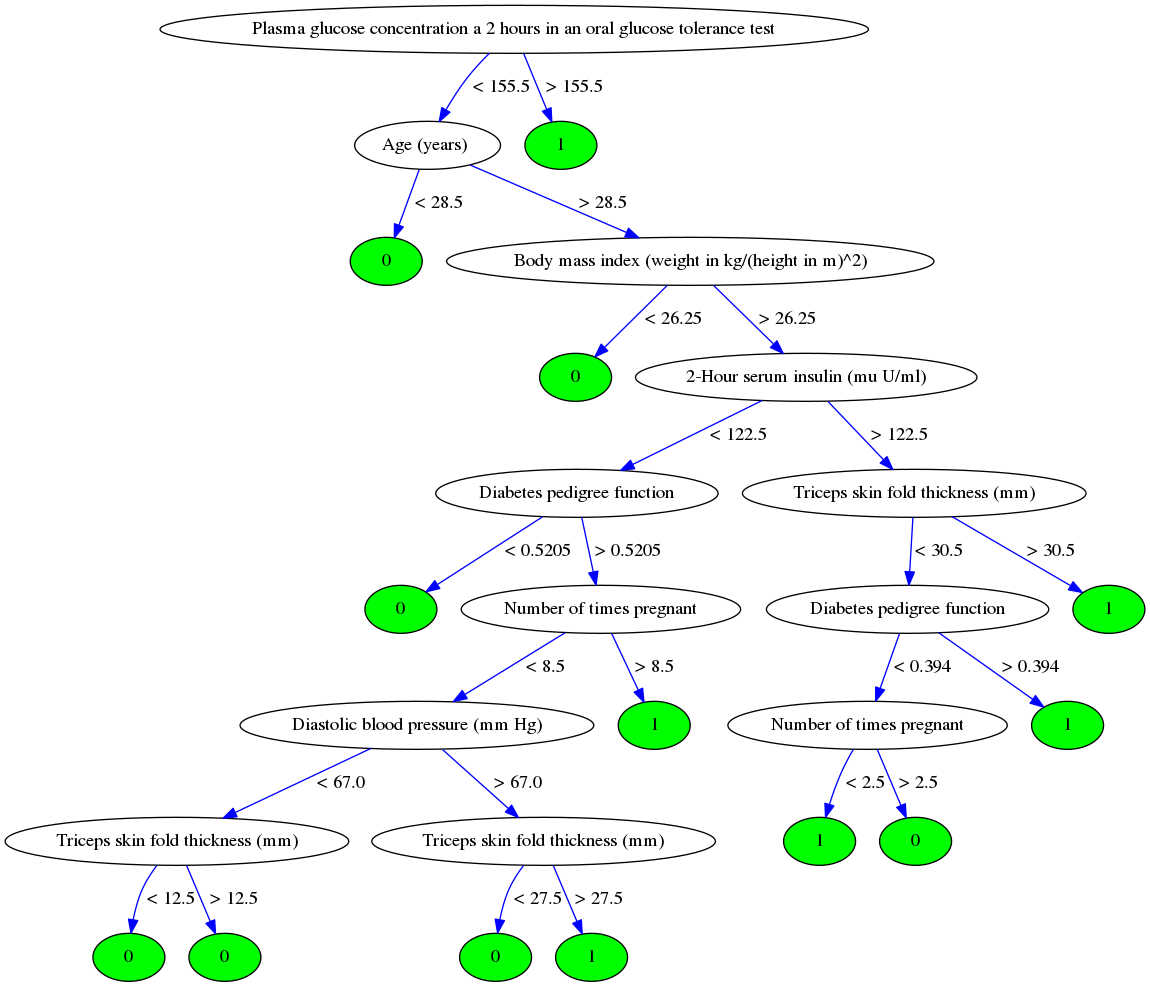 Plasma glucose concentration a 2 hours in an oral glucose tolerance test
< 155.5 > 155.5
Age (years) 1
< 28.5 > 28.5
0 Body mass index (weight in kg/(height in m)^2)
< 26.25 > 26.25
0 2-Hour serum insulin (mu U/ml)
< 122.5 > 122.5
Diabetes pedigree function Triceps skin fold thickness (mm)
< 0.5205 > 0.5205 < 30.5 > 30.5
0 Number of times pregnant Diabetes pedigree function 1
< 8.5 > 8.5 < 0.394 > 0.394
Diastolic blood pressure (mm Hg) 1 Number of times pregnant 1
< 67.0 > 67.0 < 2.5 > 2.5
Triceps skin fold thickness (mm) Triceps skin fold thickness (mm) 1 0
< 12.5 > 12.5 < 27.5 > 27.5
0 0 0 1